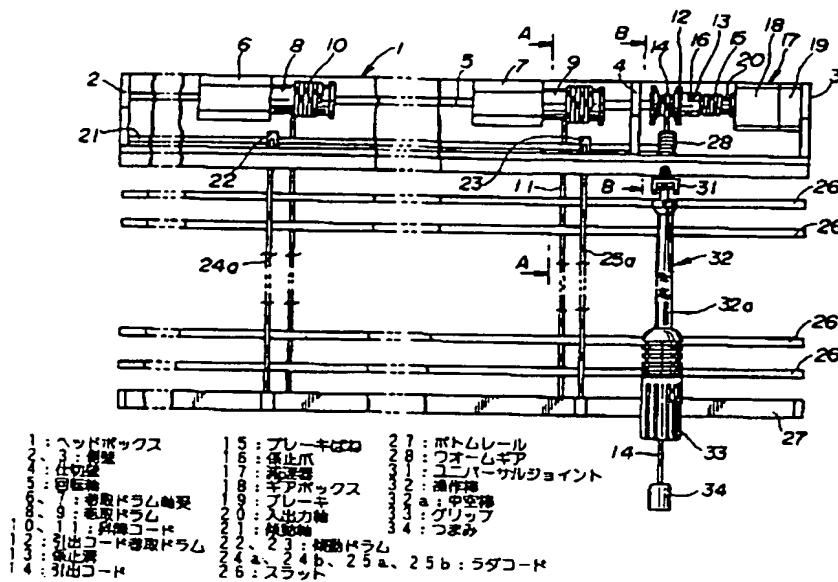 6 8 10 1 5 7 A 9 B 4 14 12 16 13 15 20 18 17 19
2 3
21 22 23 11 28
B 31 26
26
24a A 25a 32
32a
26
26
27
33
14
34
1:ヘッドボックス
2、3:側壁
4:仕切壁
5:回転軸
6、7:巻取ドラム軸受
8、9:巻取ドラム
10、11:昇降コード
12:引出コード巻取ドラム
13:係止溝
14:引出コード
15:ブレーキばね
16:係止爪
17:減速器
18:ギアボックス
19:ブレーキ
20:入出力軸
21:傾動軸
22、23:傾動ドラム
24a、24b、25a、25b:ラダコード
26:スラット
27:ボトムレール
28:ウオームギア
31:ユニバーサルジョイント
32:操作棒
32a:中空棒
33:グリップ
34:つまみ